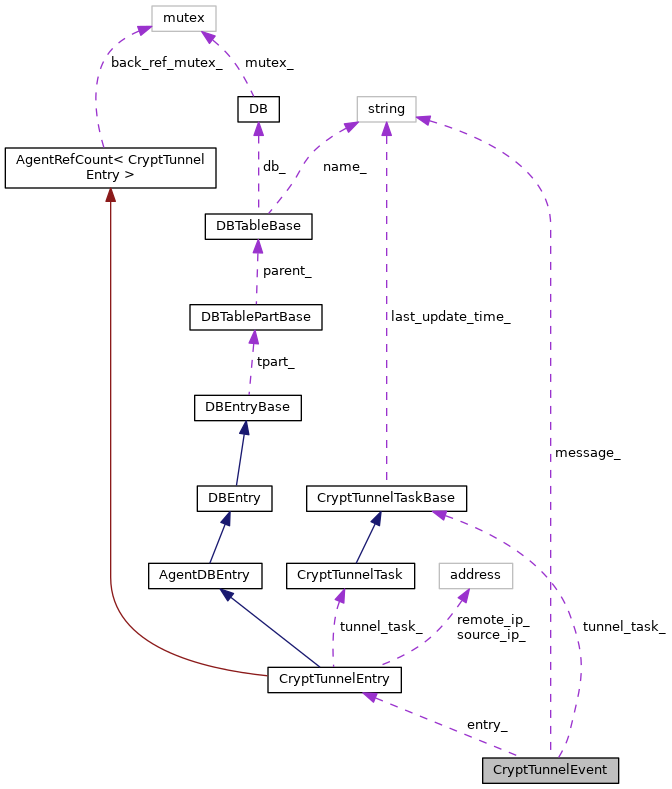 mutex
back_ref_mutex_
mutex_
DB
string
AgentRefCount< CryptTunnel
Entry >
db_
name_
DBTableBase
parent_
DBTablePartBase
last_update_time_
tpart_
DBEntryBase
message_
DBEntry
CryptTunnelTaskBase
AgentDBEntry
CryptTunnelTask
address
tunnel_task_
remote_ip_
source_ip_
tunnel_task_
CryptTunnelEntry
entry_
CryptTunnelEvent